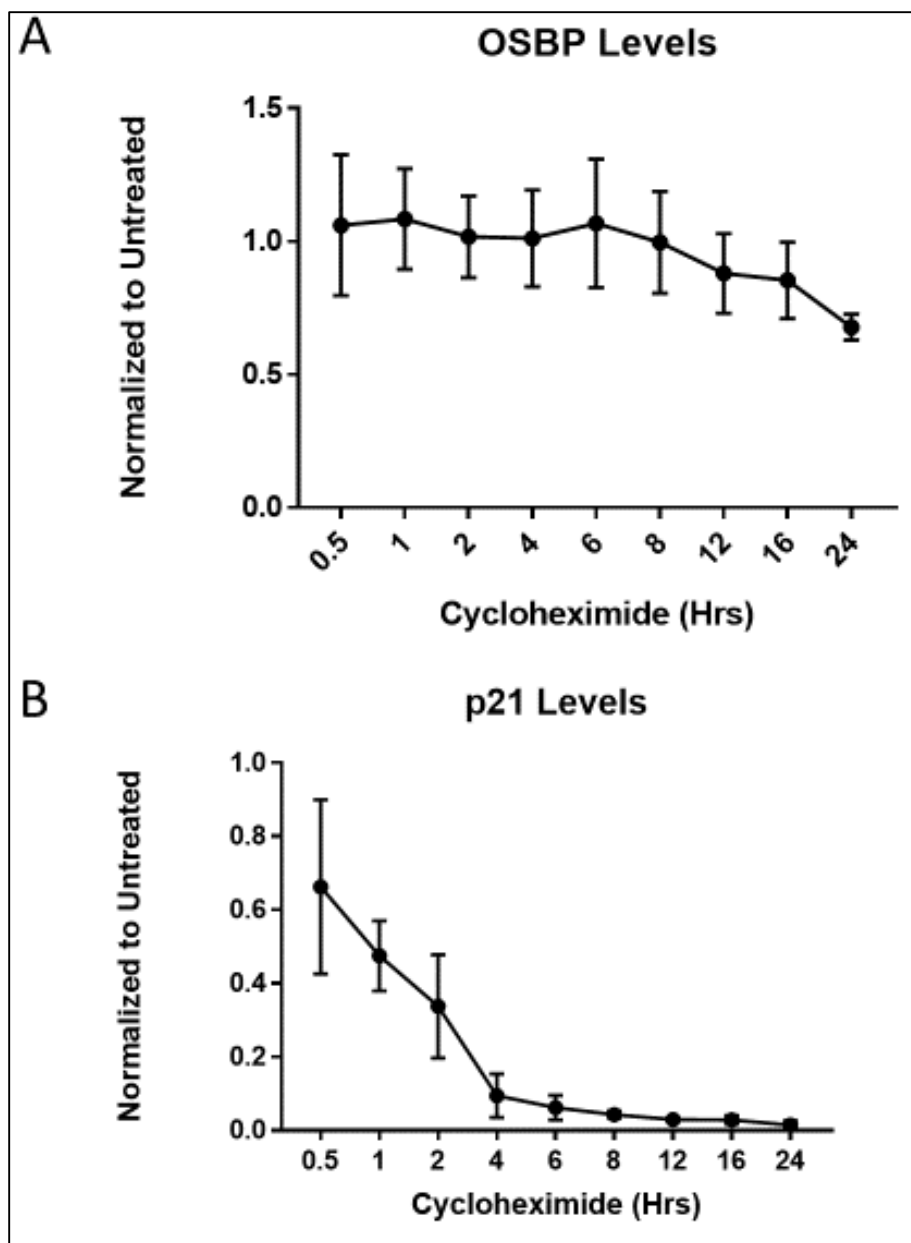 A
OSBP Levels
Normalized to Untreated
1.5
1.0
0.5
0.0
0.5 1 2 4 6 8 12 16 24
Cycloheximide (Hrs)
B
p21 Levels
Normalized to Untreated
1.0
0.8
0.6
0.4
0.2
0.0
0.5 1 2 4 6 8 12 16 24
Cycloheximide (Hrs)